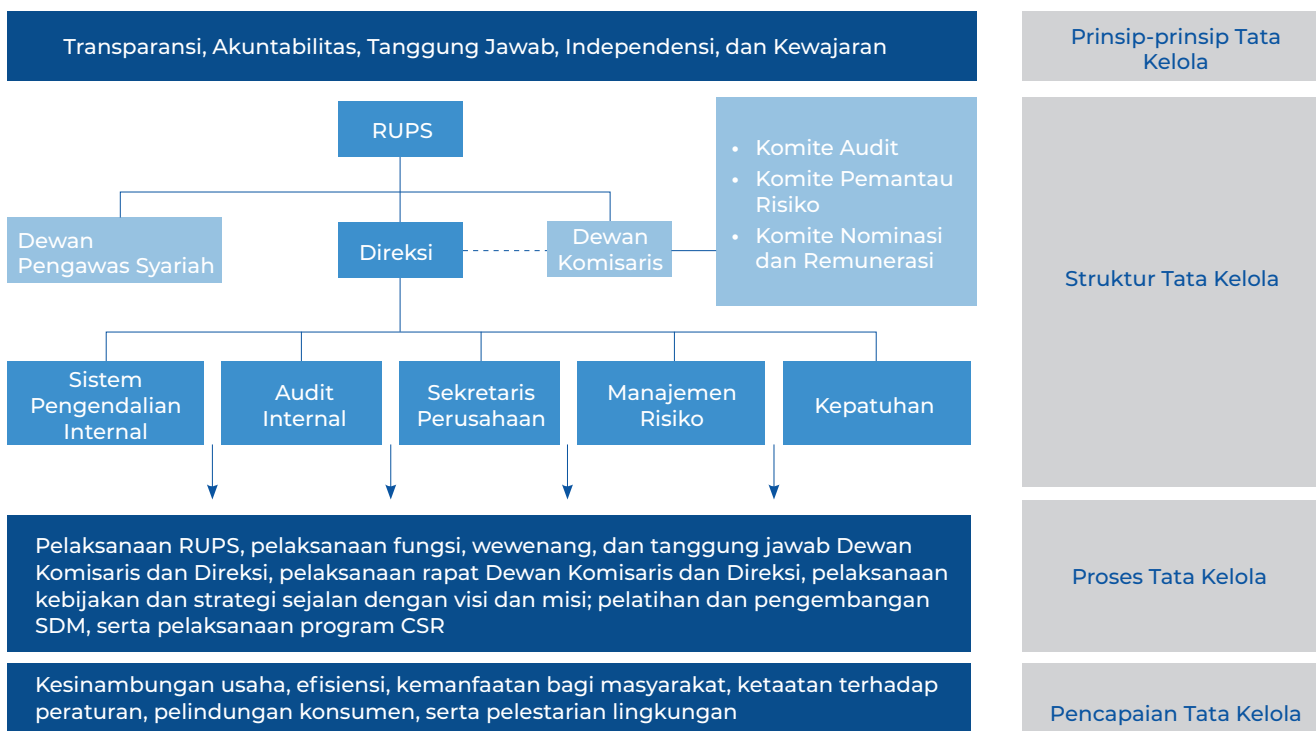 Transparansi, Akuntabilitas, Tanggung Jawab, Independensi, dan Kewajaran
Prinsip-prinsip Tata
Kelola
RUPS
• Komite Audit
• Komite Pemantau
Risiko
• Komite Nominasi
dan Remunerasi
Dewan
Pengawas Syariah
Direksi
Dewan
Komisaris
Struktur Tata Kelola
Sistem
Pengendalian
Internal
Audit
Internal
Sekretaris
Perusahaan
Manajemen
Risiko
Kepatuhan
Pelaksanaan RUPS, pelaksanaan fungsi, wewenang, dan tanggung jawab Dewan
Komisaris dan Direksi, pelaksanaan rapat Dewan Komisaris dan Direksi, pelaksanaan
kebijakan dan strategi sejalan dengan visi dan misi; pelatihan dan pengembangan
SDM, serta pelaksanaan program CSR
Proses Tata Kelola
Kesinambungan usaha, efisiensi, kemanfaatan bagi masyarakat, ketaatan terhadap
peraturan, pelindungan konsumen, serta pelestarian lingkungan
Pencapaian Tata Kelola